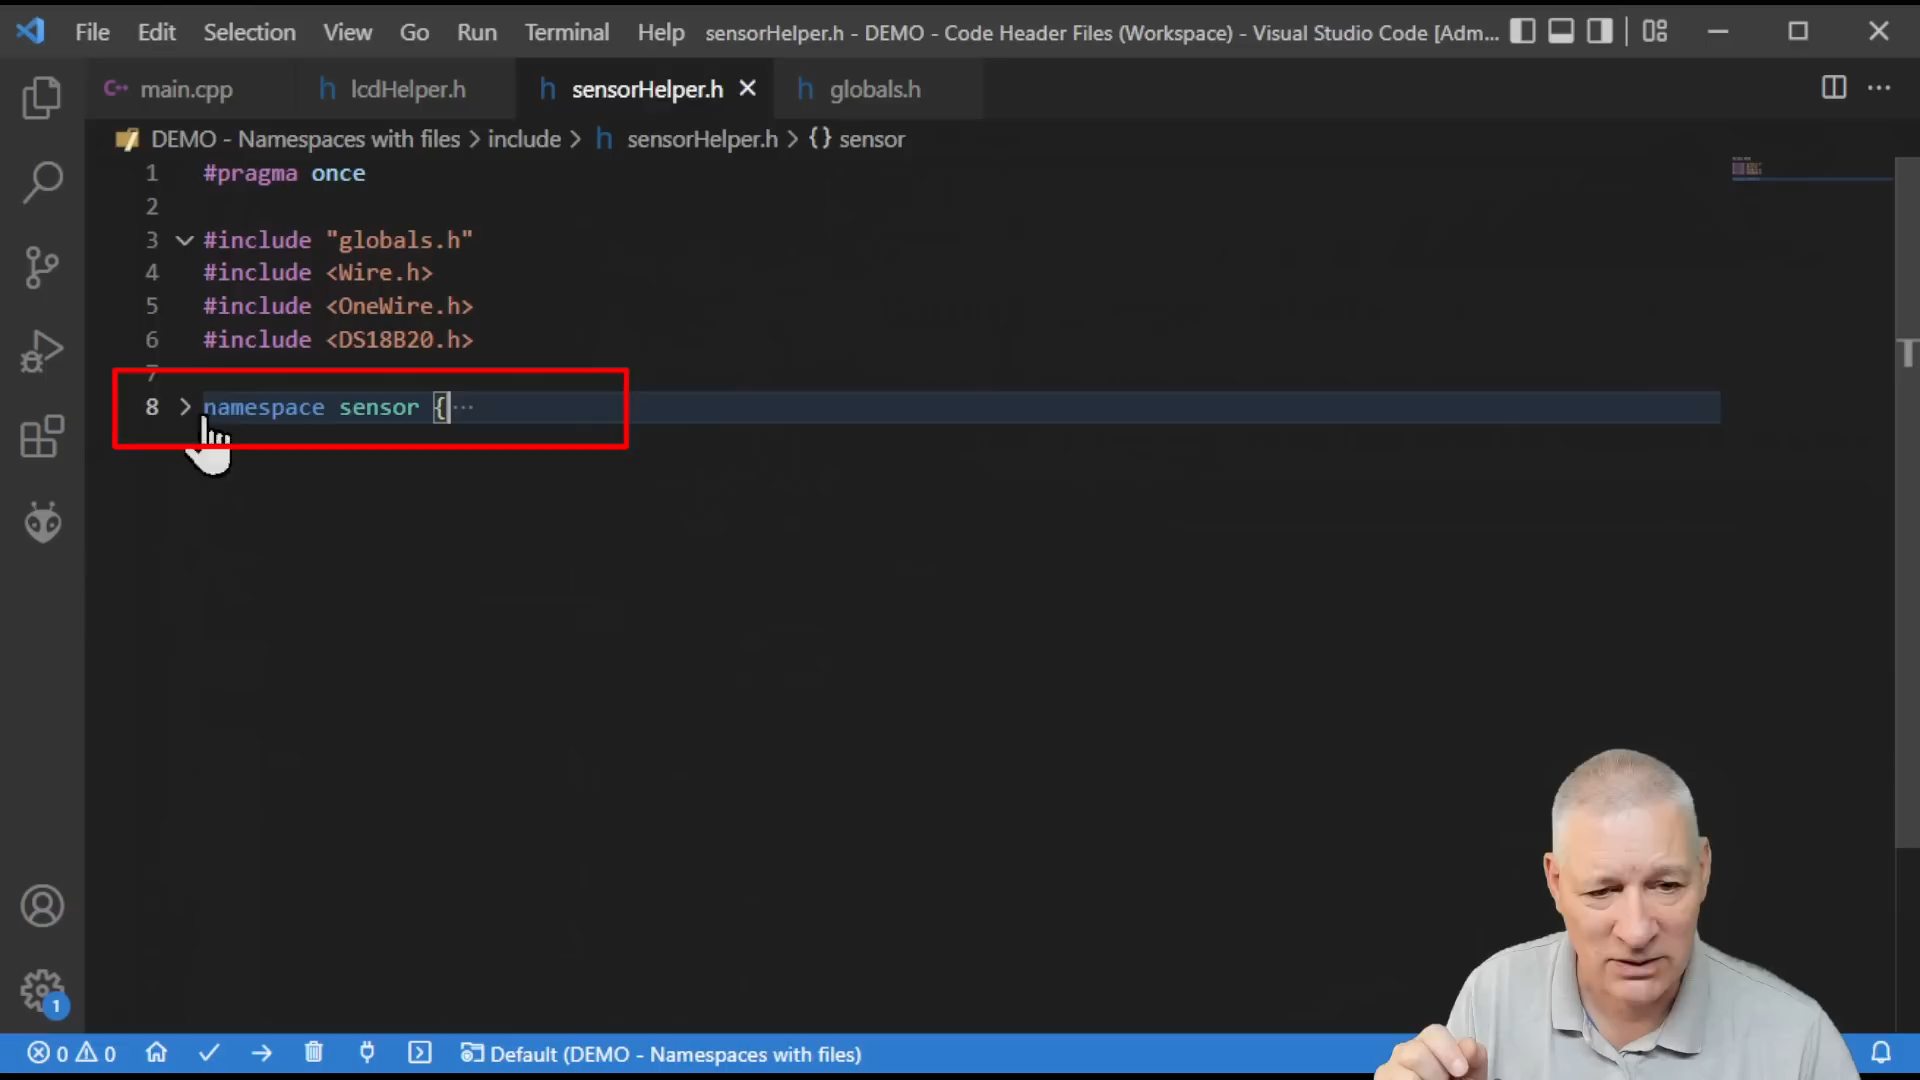 File Edit Selection View Go Run Terminal Help sensorHelper.h - DEMO - Code Header Files (Workspace) - Visual Studio Code [Adm...
main.cpp lcdHelper.h sensorHelper.h globals.h
DEMO - Namespaces with files > include > h sensorHelper.h > {} sensor
1 #pragma once
2
3 #include "globals.h"
4 #include <Wire.h>
5 #include <OneWire.h>
6 #include <DS18B20.h>
7
8 namespace sensor {···
1
0 0 Default (DEMO - Namespaces with files)